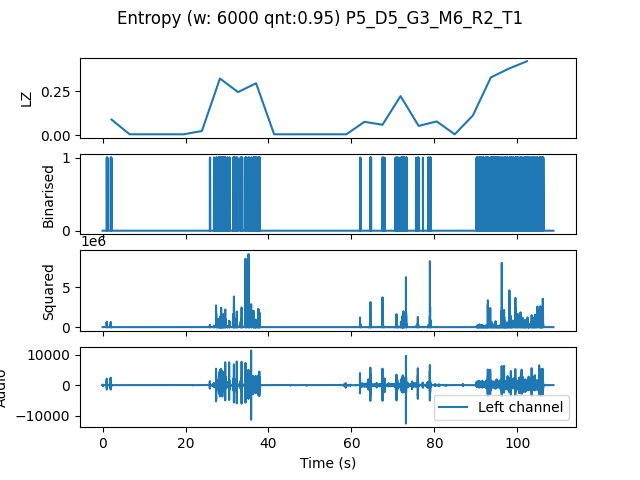 Entropy (w: 6000 qnt:0.95) P5_D5_G3_M6_R2_T1
LZ
0.25
0.00
Binarised
1
0
1e6
Squared
5
0
Audio
10000
0
−10000
Left channel
0
20
40
60
80
100
Time (s)